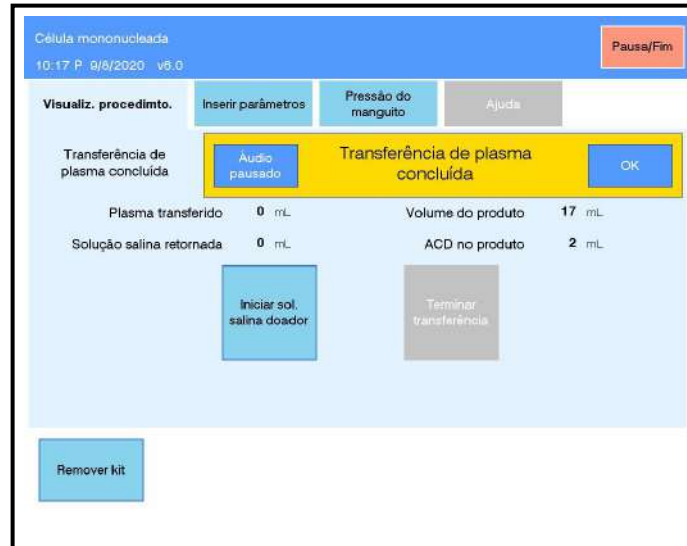 Célula mononucleada
Pausa/Fim
10:17 P 9/8/2020 v6.0
Visualiz. procedimto.
Inserir parâmetros
Pressão do
manguito
Ajuda
Transferência de
plasma concluída
Áudio
pausado
Transferência de plasma
concluída
OK
Plasma transferido 0 mL
Volume do produto 17 mL
Solução salina retornada 0 mL
ACD no produto 2 mL
Iniciar sol.
salina doador
Terminar
transferência
Remover kit